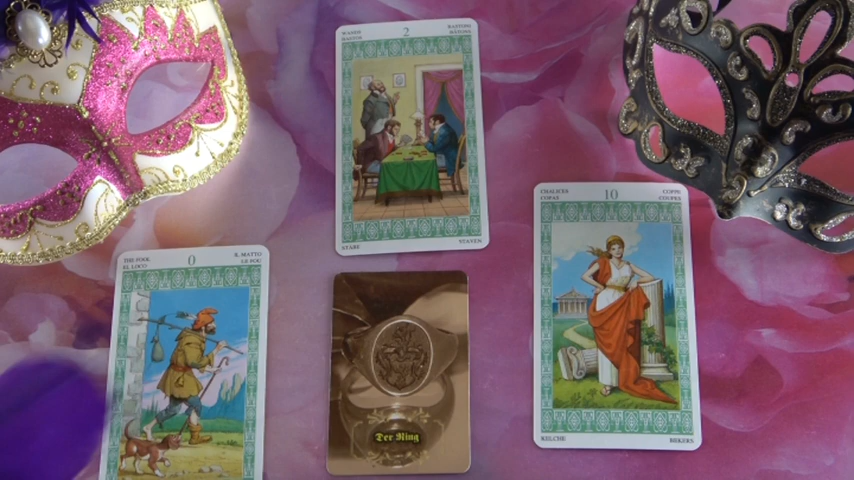 WANDS
BASTOS
2
BASTONI
BATONS
STÄBE
STAVEN
0
THE FOOL
EL LOCO
IL MATTO
LE FOU
CHALICES
COPAS
10
COPPE
COUPES
KELCHE
BEKERS
Der Ring